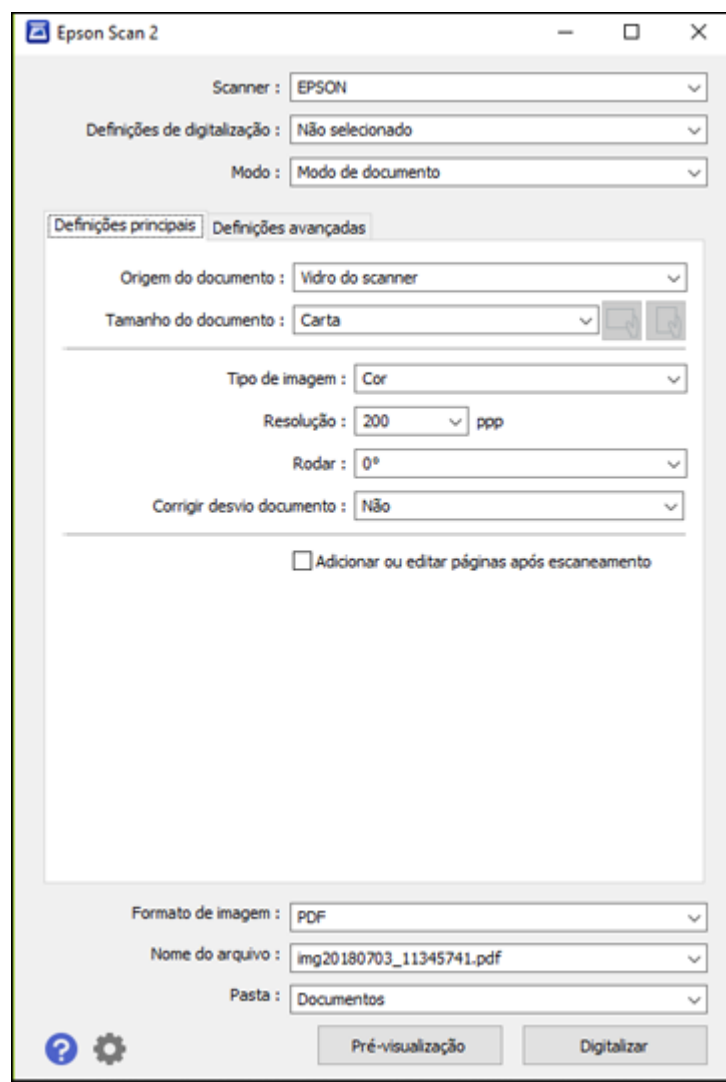 Epson Scan 2
Scanner : EPSON
Definições de digitalização : Não selecionado
Modo : Modo de documento
Definições principais Definições avançadas
Origem do documento : Vidro do scanner
Tamanho do documento : Carta
Tipo de imagem : Cor
Resolução : 200 ppp
Rodar : 0°
Corrigir desvio documento : Não
Adicionar ou editar páginas após escaneamento
Formato de imagem : PDF
Nome do arquivo : img20180703_11345741.pdf
Pasta : Documentos
? Pré-visualização Digitalizar